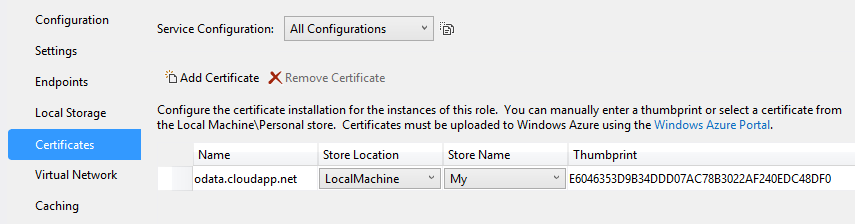 Configuration
Settings
Endpoints
Local Storage
Certificates
Virtual Network
Caching
Service Configuration: All Configurations
Add Certificate Remove Certificate
Configure the certificate installation for the instances of this role. You can manually enter a thumbprint or select a certificate from
the Local Machine\Personal store. Certificates must be uploaded to Windows Azure using the Windows Azure Portal.
Name Store Location Store Name Thumbprint
odata.cloudapp.net LocalMachine My E6046353D9B34DDD07AC78B3022AF240EDC48DF0